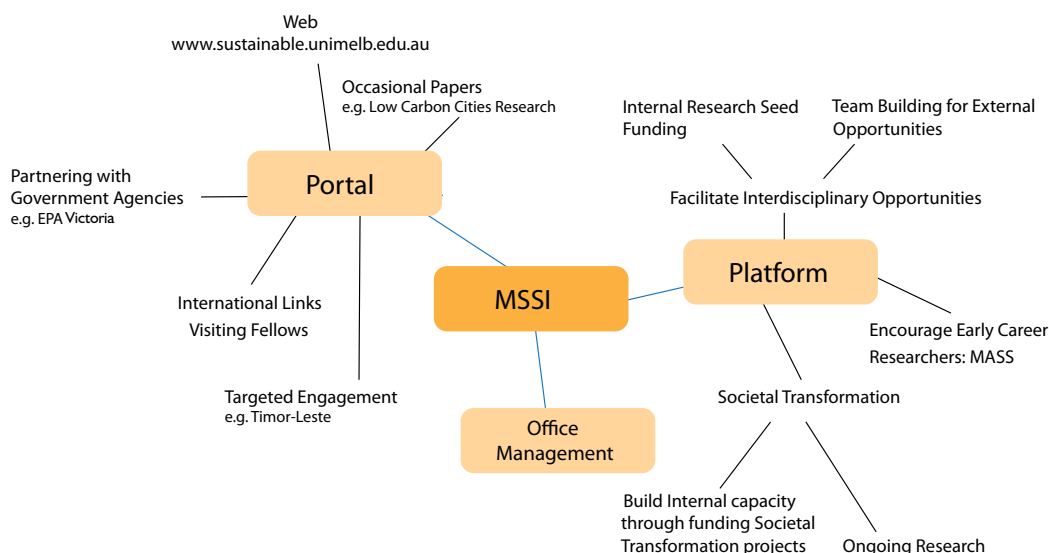 Web
www.sustainable.unimelb.edu.au
Occasional Papers
e.g. Low Carbon Cities Research
Portal
Partnering with
Government Agencies
e.g. EPA Victoria
International Links
Visiting Fellows
Targeted Engagement
e.g. Timor-Leste
MSSI
Office
Management
Internal Research Seed
Funding
Team Building for External
Opportunities
Facilitate Interdisciplinary Opportunities
Platform
Encourage Early Career
Researchers: MASS
Societal Transformation
Build Internal capacity
through funding Societal
Transformation projects
Ongoing Research